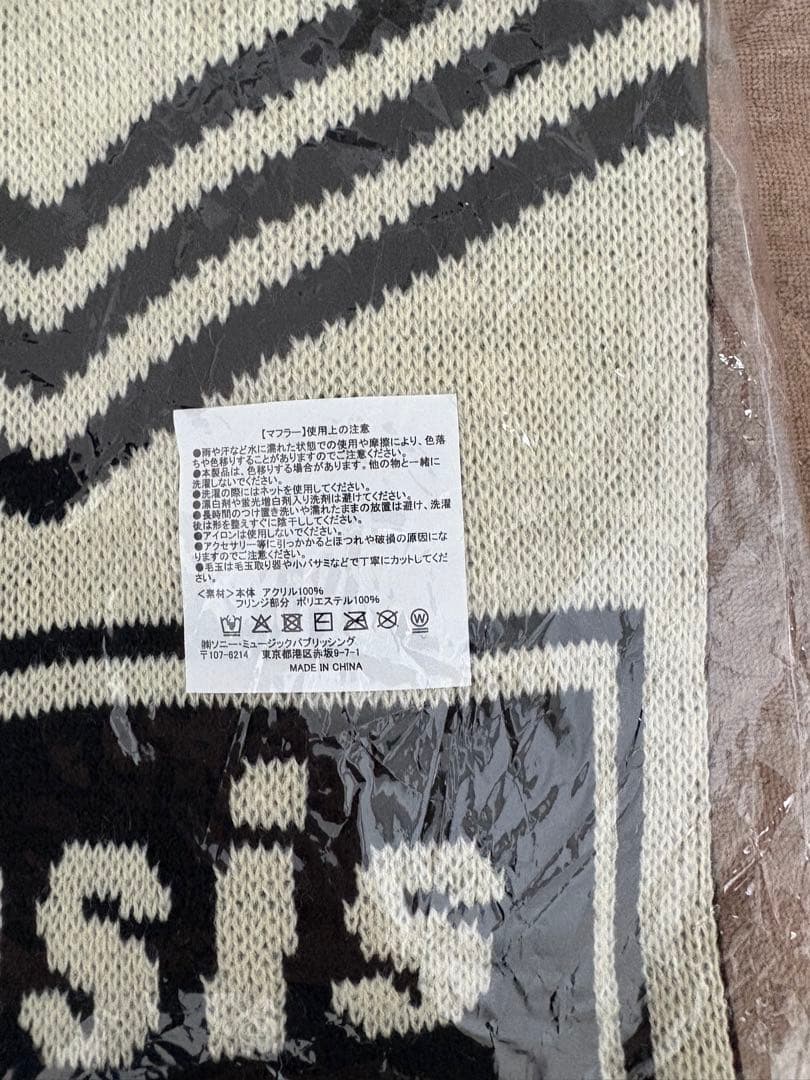 【マフラー】使用上の注意
●雨や汗など水に濡れた状態での使用や摩擦により、色落
ちや色移りすることがありますのでご注意ください。
●本製品は、色移りする場合があります。他の物と一緒に
洗濯しないでください。
●洗濯の際にはネットを使用してください。
●漂白剤や蛍光増白剤入り洗剤は避けてください。
●長時間のつけ置き洗いや濡れたままの放置は避け、洗濯
後は形を整えすぐに陰干ししてください。
●アイロンは使用しないでください。
●アクセサリー等に引っかかるとほつれや破損の原因にな
りますのでご注意ください。
●毛玉は毛玉取り器や小バサミなどで丁寧にカットしてくだ
さい。
＜素材＞本体 アクリル100%
フリンジ部分 ポリエステル100%
W
㈱ソニー・ミュージックパブリッシング
〒107-6214 東京都港区赤坂9-7-1
MADE IN CHINA
sis